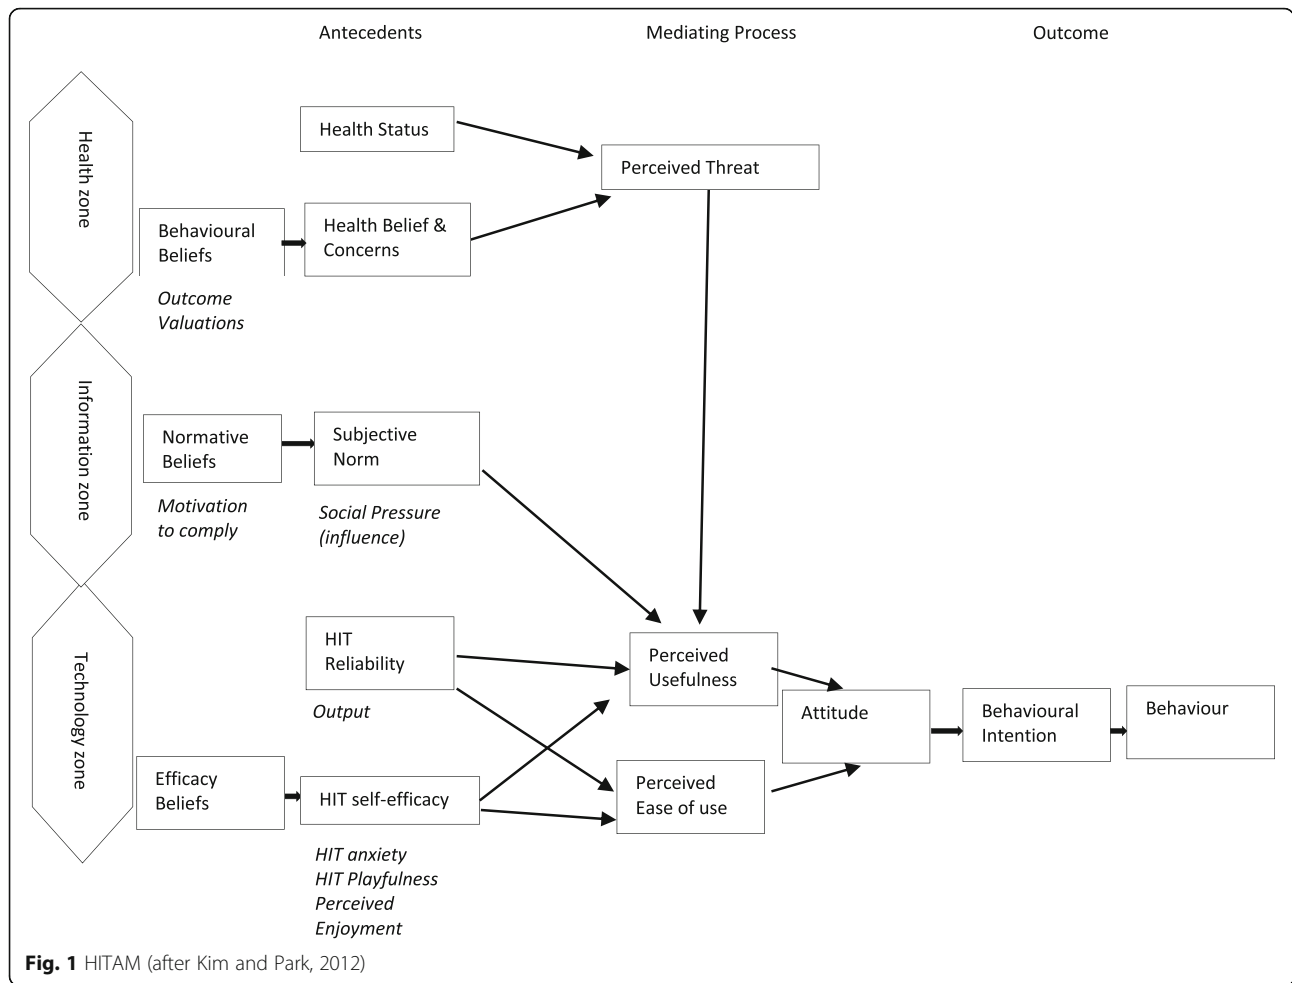 Antecedents
Mediating Process
Outcome
Health zone
Health Status
Perceived Threat
Behavioural
Beliefs
Health Belief &
Concerns
Outcome
Valuations
Information zone
Normative
Beliefs
Subjective
Norm
Motivation
to comply
Social Pressure
(influence)
Technology zone
HIT
Reliability
Output
Perceived
Usefulness
Attitude
Behavioural
Intention
Behaviour
Efficacy
Beliefs
HIT self-efficacy
Perceived
Ease of use
HIT anxiety
HIT Playfulness
Perceived
Enjoyment
Fig. 1 HITAM (after Kim and Park, 2012)